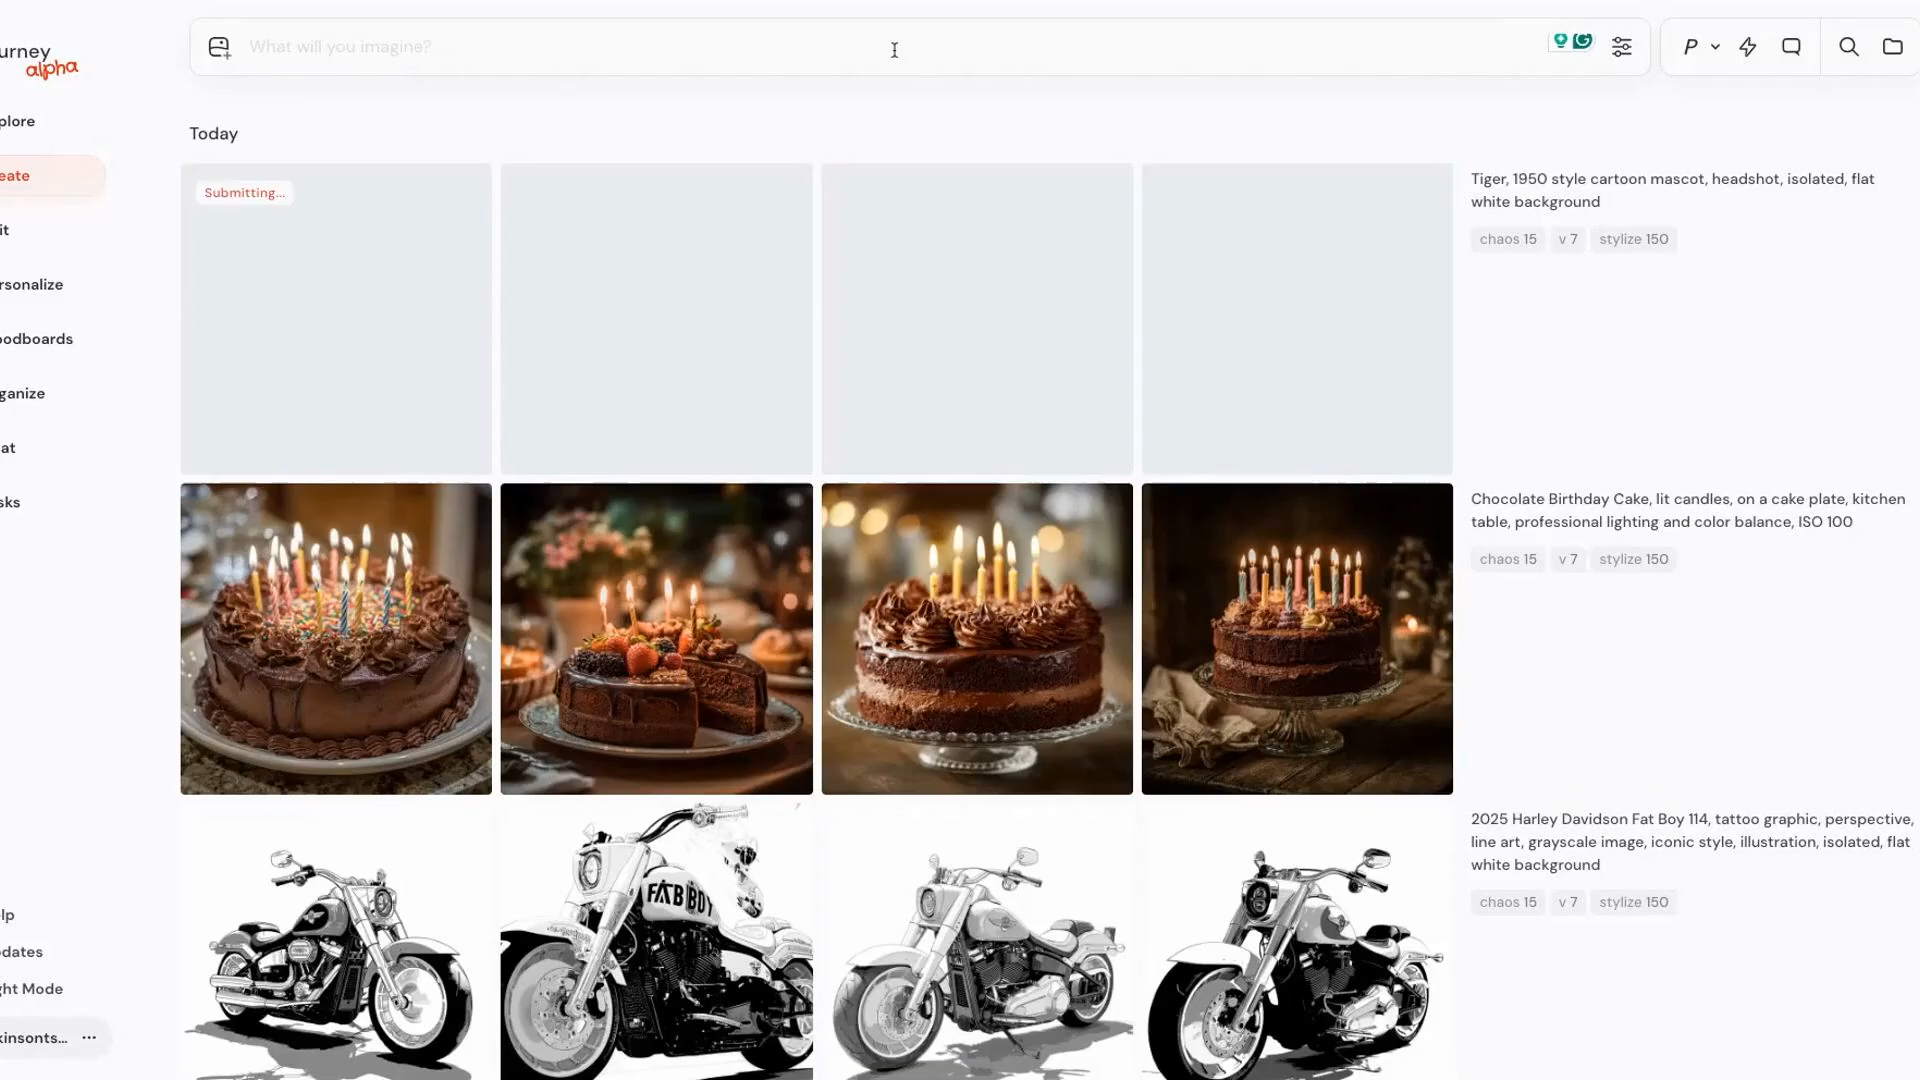 urney
alpha
What will you imagine?
P
plore
eate
it
rsonalize
oodboards
ganize
at
sks
lp
dates
ght Mode
kinsonts...
Today
Submitting...
Tiger, 1950 style cartoon mascot, headshot, isolated, flat
white background
chaos 15 v 7 stylize 150
Chocolate Birthday Cake, lit candles, on a cake plate, kitchen
table, professional lighting and color balance, ISO 100
chaos 15 v 7 stylize 150
FATBBDY
2025 Harley Davidson Fat Boy 114, tattoo graphic, perspective,
line art, grayscale image, iconic style, illustration, isolated, flat
white background
chaos 15 v 7 stylize 150